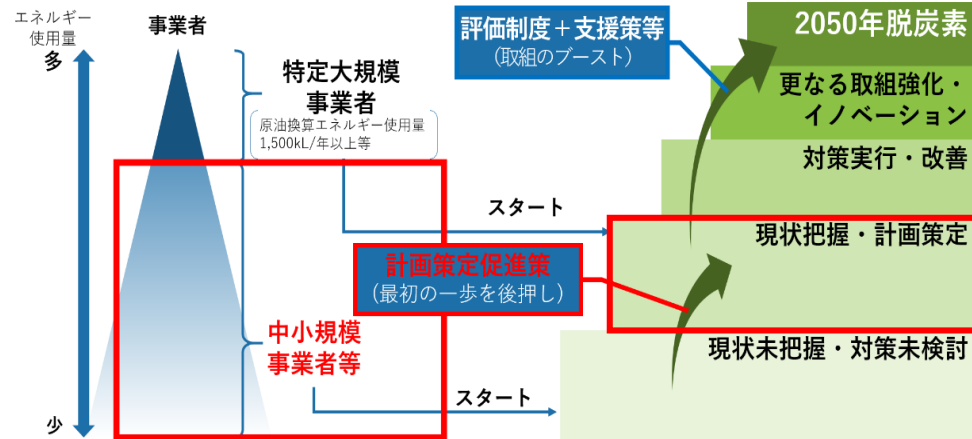 エネルギー
使用量
多
少
事業者
特定大規模
事業者
原油換算エネルギー使用量
1,500kL/年以上等
中小規模
事業者等
スタート
スタート
評価制度＋支援策等
（取組のブースト）
計画策定促進策
（最初の一歩を後押し）
2050年脱炭素
更なる取組強化・
イノベーション
対策実行・改善
現状把握・計画策定
現状未把握・対策未検討